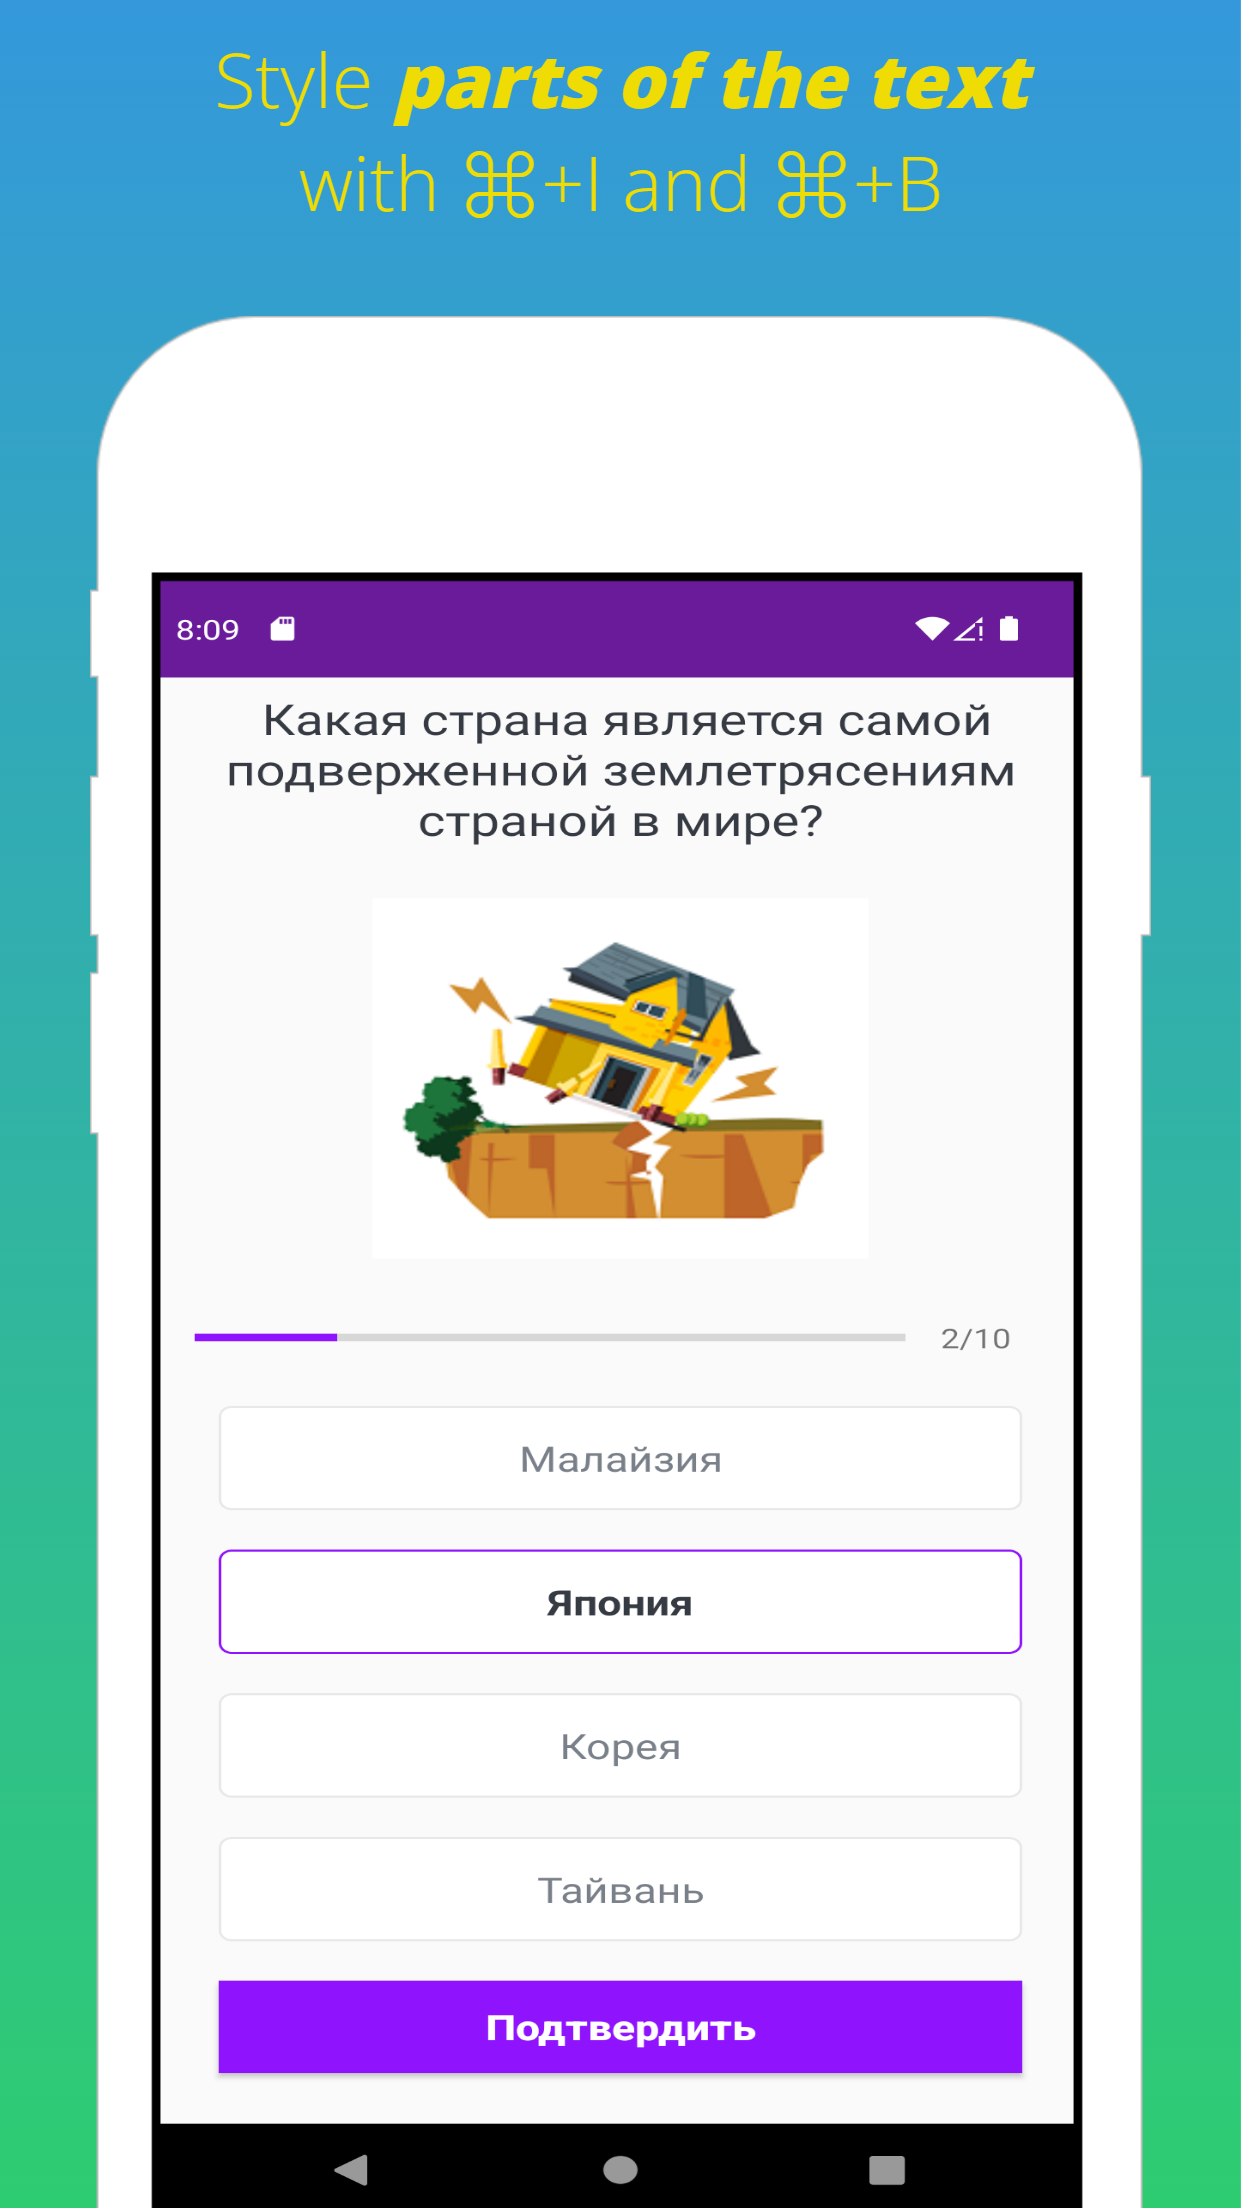 Style parts of the text
with ⌘+I and ⌘+B
8:09
Какая страна является самой
подверженной землетрясениям
страной в мире?
2/10
Малайзия
Япония
Корея
Тайвань
Подтвердить